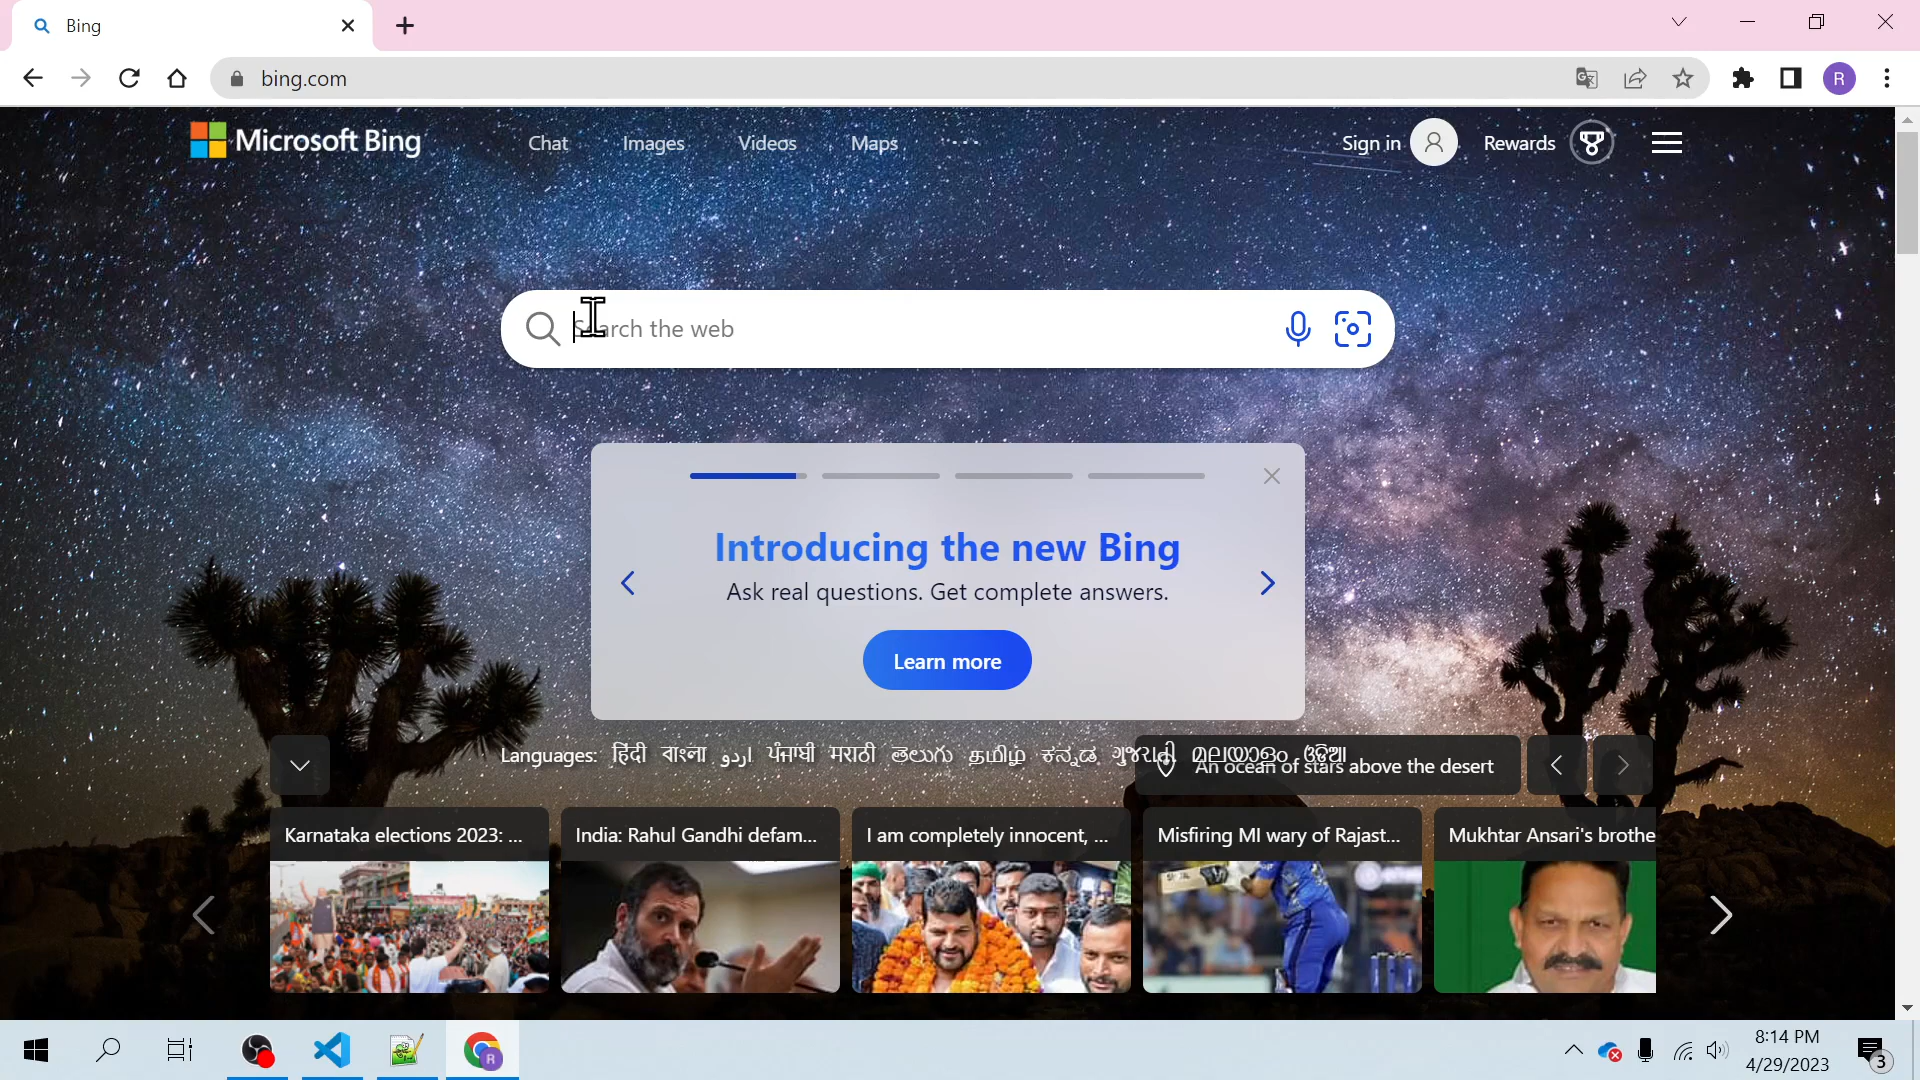 Bing
bing.com
R
Microsoft Bing
Chat Images Videos Maps
Sign in Rewards
Search the web
Introducing the new Bing
Ask real questions. Get complete answers.
Learn more
Languages: हिंदी বাংলা اردو ਪੰਜਾਬੀ मराठी తెలుగు தமிழ் ಕನ್ನಡ ગુજરાતી മലയാളം ଓଡ଼ିଆ
An ocean of stars above the desert
Karnataka elections 2023: ...
India: Rahul Gandhi defam...
I am completely innocent, ...
Misfiring MI wary of Rajast...
Mukhtar Ansari's brothe
R
8:14 PM
4/29/2023
3